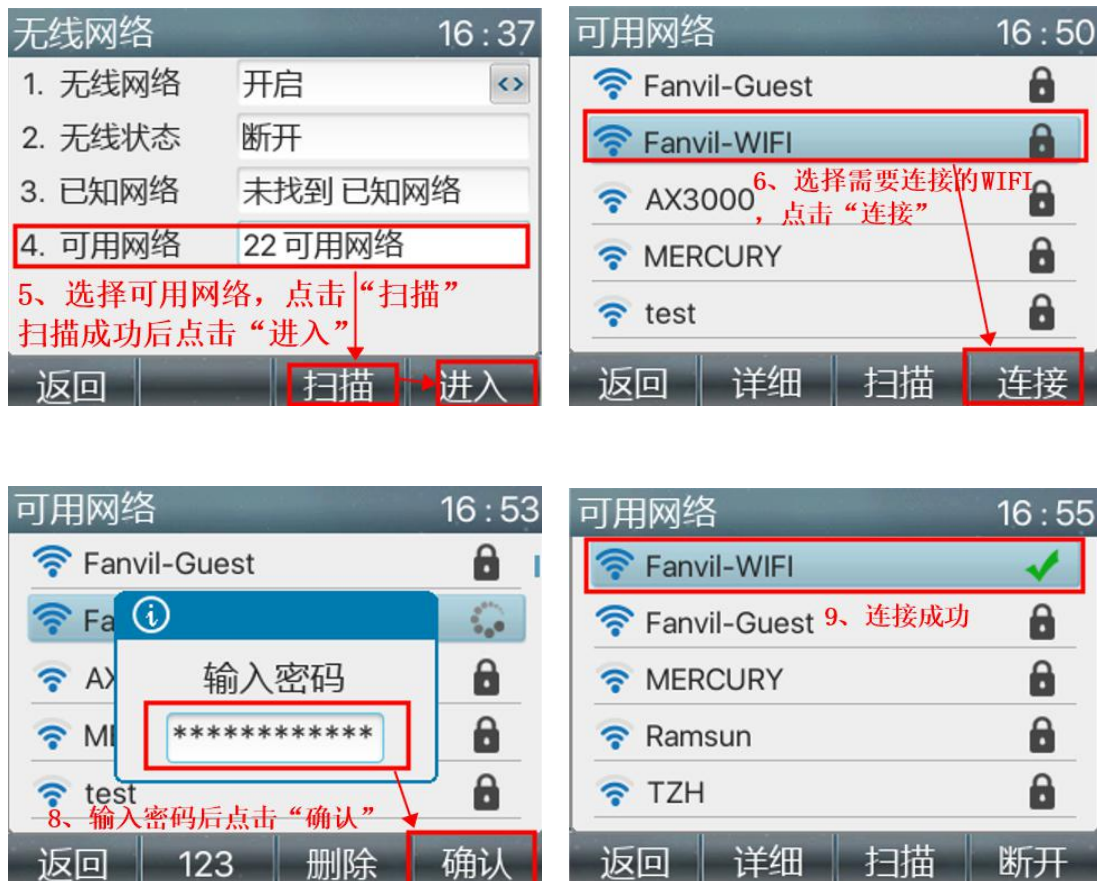 无线网络 16:37
1. 无线网络 开启 <>
2. 无线状态 断开
3. 已知网络 未找到 已知网络
4. 可用网络 22 可用网络
5、选择可用网络，点击“扫描”
扫描成功后点击“进入”
返回 扫描 进入
可用网络 16:50
Fanvil-Guest
Fanvil-WIFI
AX3000
6、选择需要连接的WIFI
，点击“连接”
MERCURY
test
返回 详细 扫描 连接
可用网络 16:53
Fanvil-Guest
Fa
AX
输入密码
ME
************
test
8、输入密码后点击“确认”
返回 123 删除 确认
可用网络 16:55
Fanvil-WIFI
Fanvil-Guest
9、连接成功
MERCURY
Ramsun
TZH
返回 详细 扫描 断开